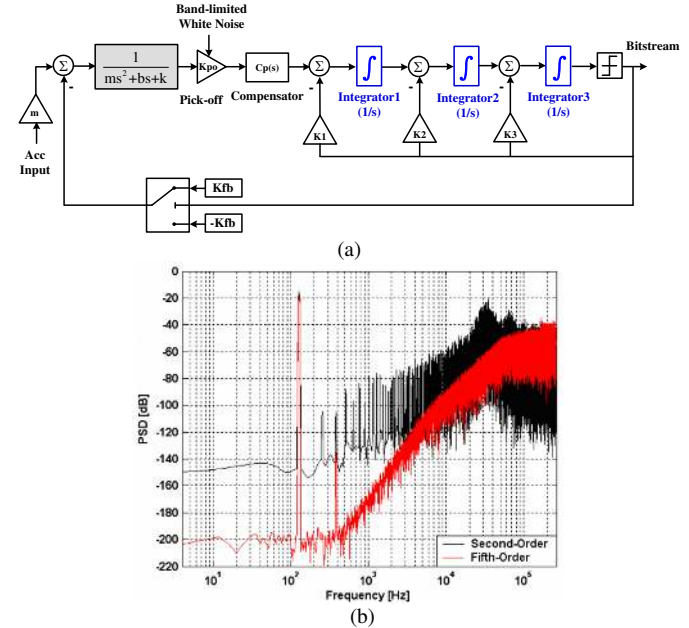 Band-limited
White Noise
Bitstream
1
ms²+bs+k
Kpo
Cp(s)
Σ
Σ
Σ
Σ
∫
∫
∫
-
-
-
-
Pick-off
Compensator
Integrator1
(1/s)
Integrator2
(1/s)
Integrator3
(1/s)
m
K1
K2
K3
Acc
Input
Kfb
-Kfb
(a)
0
-20
-40
-60
-80
-100
-120
-140
-160
-180
-200
-220
PSD [dB]
Second-Order
Fifth-Order
10¹ 10² 10³ 10⁴ 10⁵
Frequency [Hz]
(b)